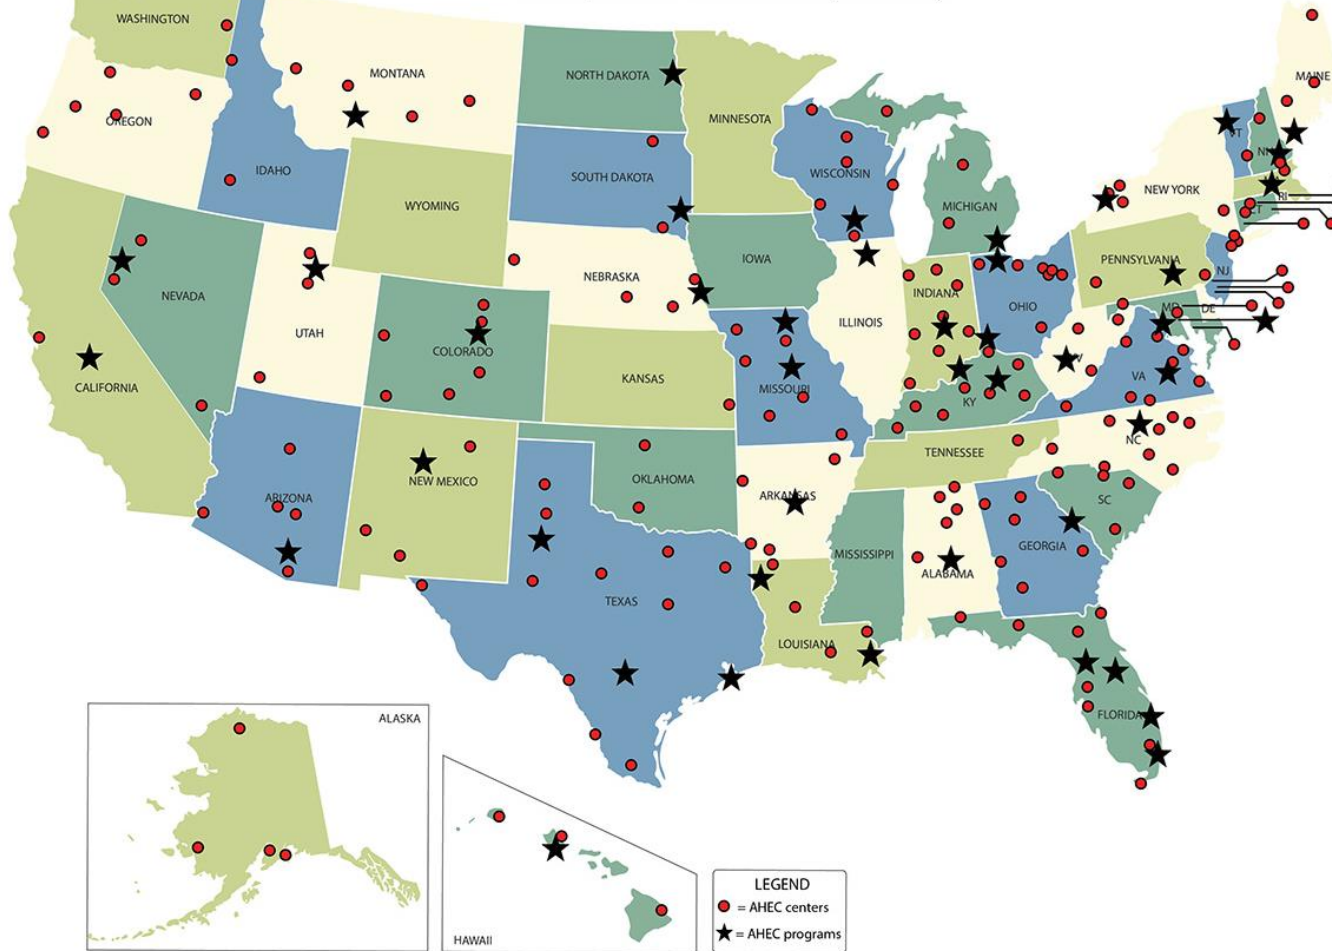 WASHINGTON
MONTANA
NORTH DAKOTA
MINNESOTA
MAINE
OREGON
IDAHO
SOUTH DAKOTA
WISCONSIN
MICHIGAN
NEW YORK
VT
WYOMING
RI
CT
NEBRASKA
IOWA
PENNSYLVANIA
NEVADA
UTAH
COLORADO
ILLINOIS
INDIANA
OHIO
NJ
MD
DE
CALIFORNIA
KANSAS
MISSOURI
KY
VA
ARIZONA
NEW MEXICO
OKLAHOMA
ARKANSAS
TENNESSEE
NC
SC
TEXAS
LOUISIANA
MISSISSIPPI
ALABAMA
GEORGIA
FLORIDA
ALASKA
HAWAII
LEGEND
= AHEC centers
= AHEC programs